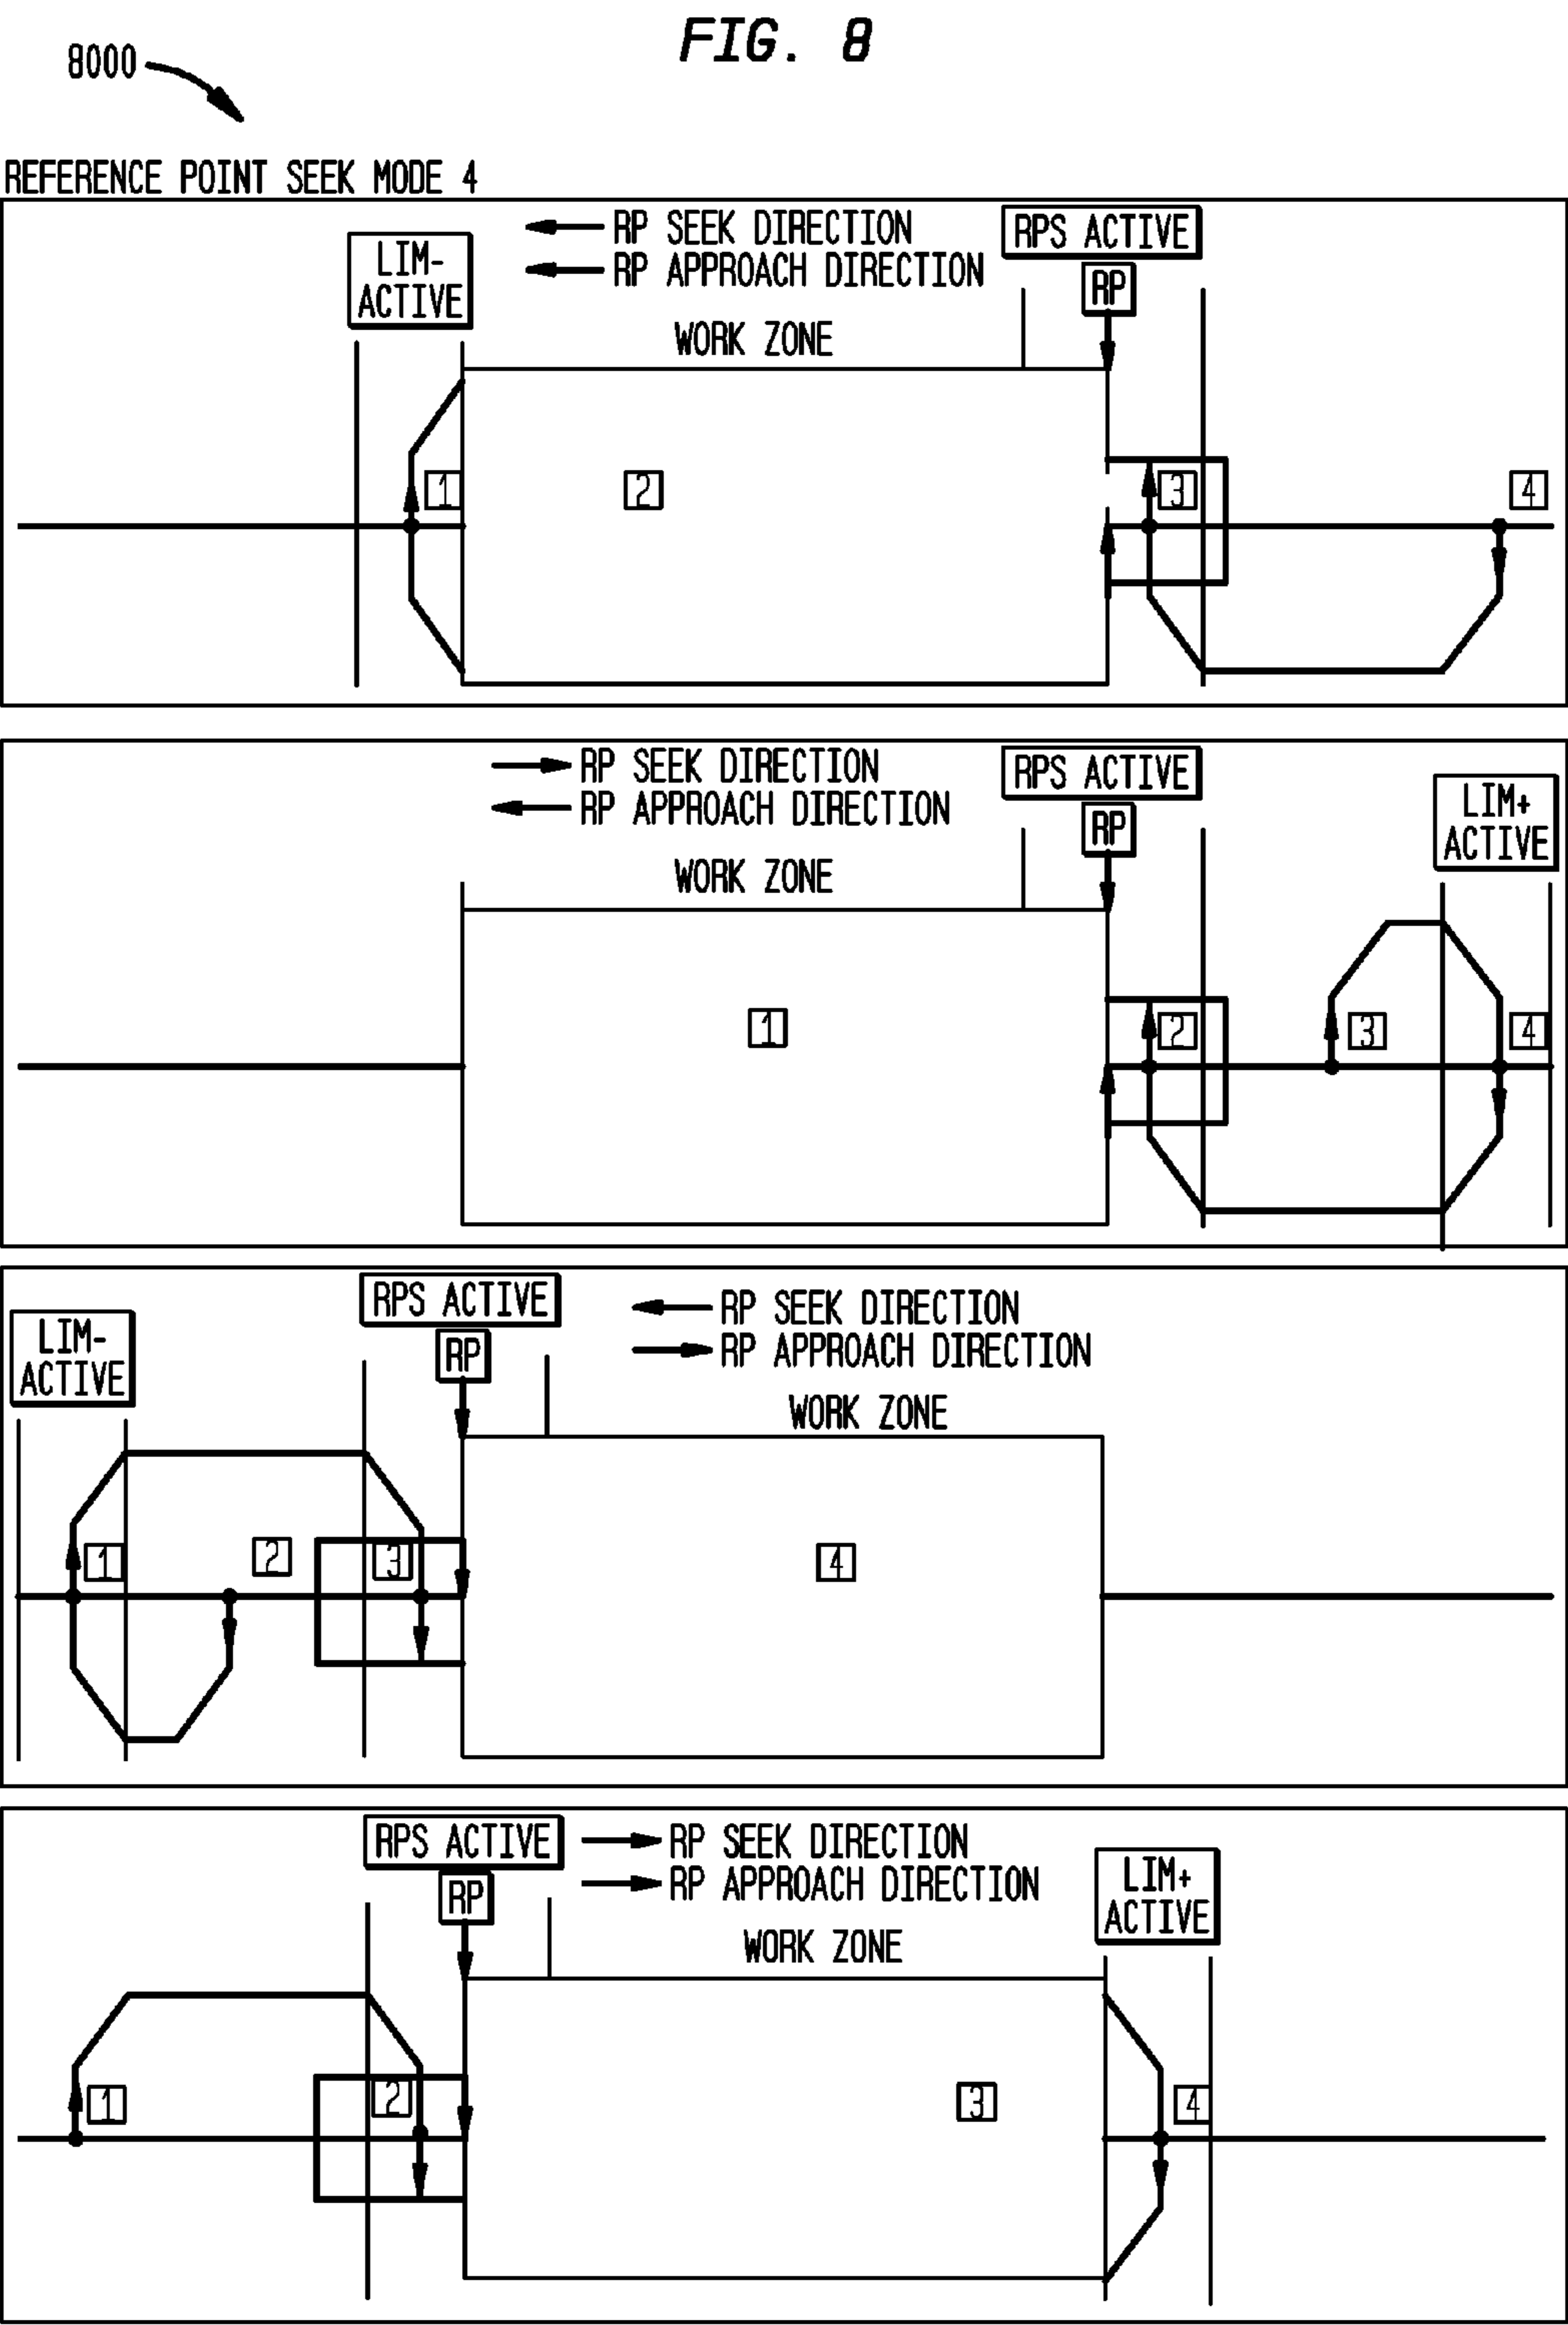 FIG. 8
8000
REFERENCE POINT SEEK MODE 4
RP SEEK DIRECTION
RPS ACTIVE
LIM-
ACTIVE
RP APPROACH DIRECTION
RP
WORK ZONE
1
2
3
4
RP SEEK DIRECTION
RPS ACTIVE
RP APPROACH DIRECTION
LIM+
ACTIVE
RP
WORK ZONE
1
2
3
4
RPS ACTIVE
RP SEEK DIRECTION
LIM-
ACTIVE
RP
RP APPROACH DIRECTION
WORK ZONE
1
2
3
4
RPS ACTIVE
RP SEEK DIRECTION
RP
RP APPROACH DIRECTION
LIM+
ACTIVE
WORK ZONE
1
2
3
4